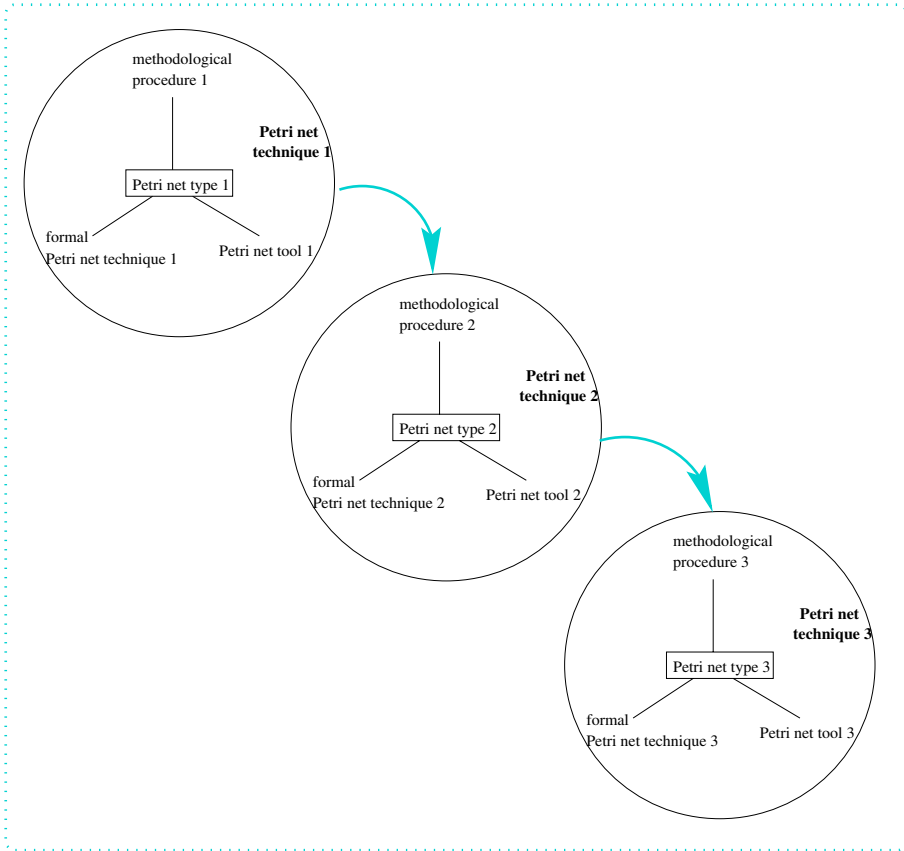 methodological
procedure 1
Petri net
technique 1
Petri net type 1
formal
Petri net technique 1
Petri net tool 1
methodological
procedure 2
Petri net
technique 2
Petri net type 2
formal
Petri net technique 2
Petri net tool 2
methodological
procedure 3
Petri net
technique 3
Petri net type 3
formal
Petri net technique 3
Petri net tool 3